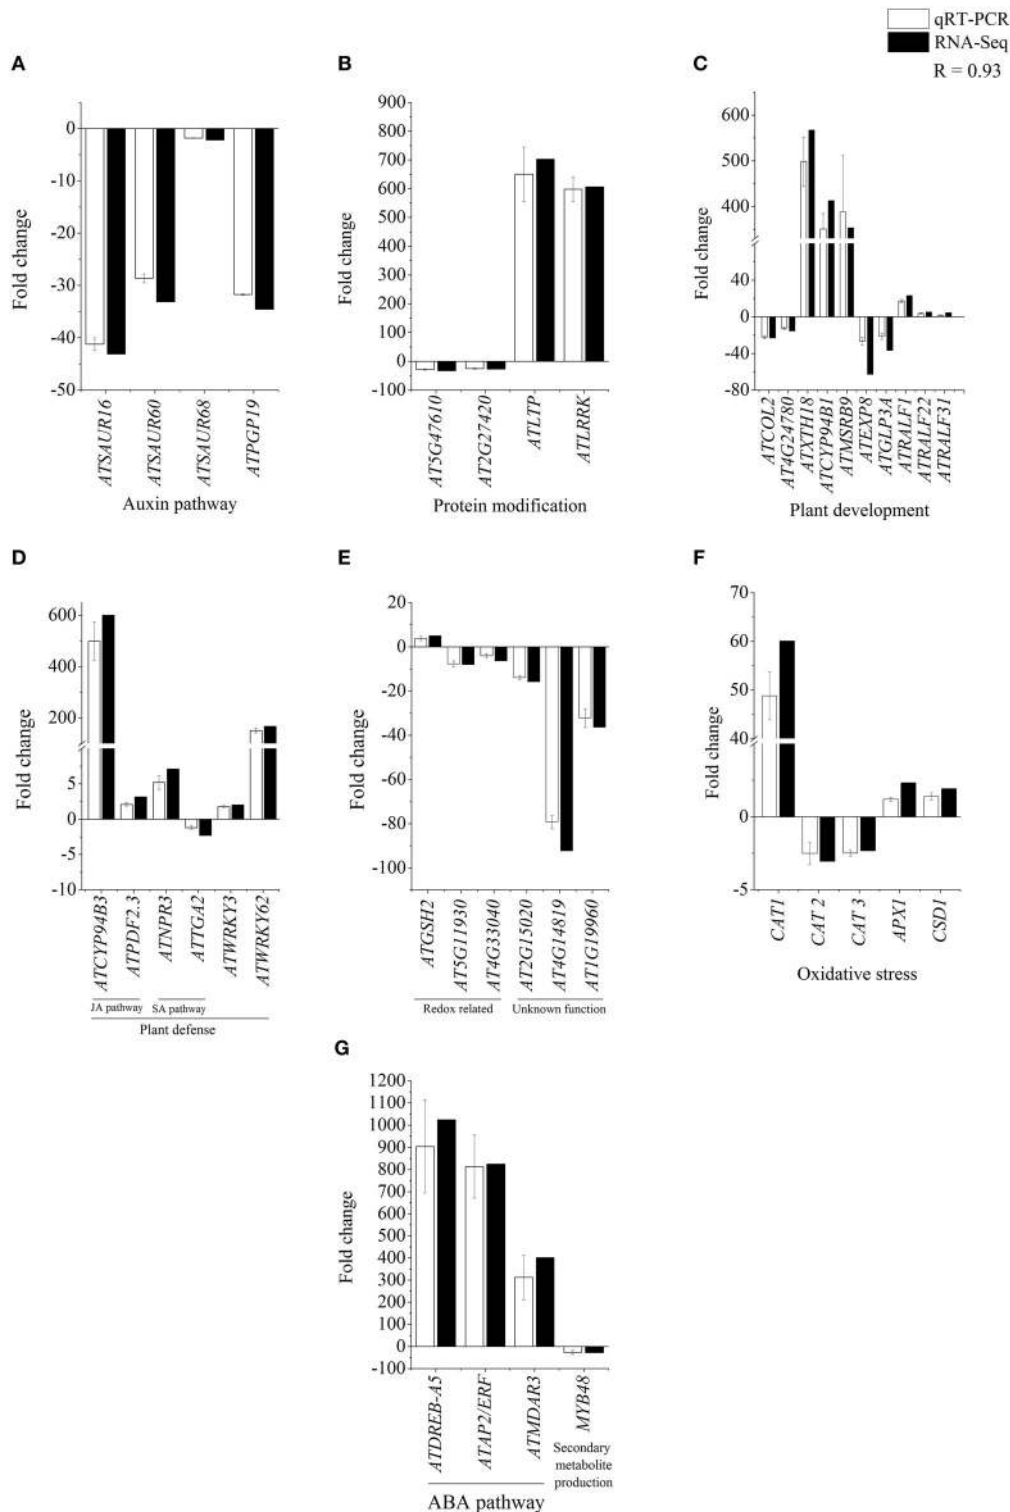 qRT-PCR
RNA-Seq
R = 0.93
A
Fold change
0
-10
-20
-30
-40
-50
ATSAUR16
ATSAUR60
ATSAUR68
ATPGP19
Auxin pathway
B
Fold change
900
800
700
600
500
400
300
200
100
0
-100
AT5G47610
AT2G27420
ATLTP
ATLRRK
Protein modification
C
Fold change
600
500
400
40
0
-40
-80
ATCOL2
AT4G24780
ATXTH18
ATCYP94B1
ATMSRB9
ATEXP8
ATGLP3A
ATRALF1
ATRALF22
ATRALF31
Plant development
D
Fold change
600
400
200
5
0
-5
-10
ATCYP94B3
ATPDF2.3
ATNPR3
ATTGA2
ATWRKY3
ATWRKY62
JA pathway
SA pathway
Plant defense
E
Fold change
20
0
-20
-40
-60
-80
-100
ATGSH2
AT5G11930
AT4G33040
AT2G15020
AT4G14819
AT1G19960
Redox related
Unknown function
F
Fold change
70
60
50
40
0
-5
CAT1
CAT 2
CAT 3
APX1
CSD1
Oxidative stress
G
Fold change
1200
1100
1000
900
800
700
600
500
400
300
200
100
0
-100
ATDREB-A5
ATAP2/ERF
ATMDAR3
MYB48
Secondary
metabolite
production
ABA pathway